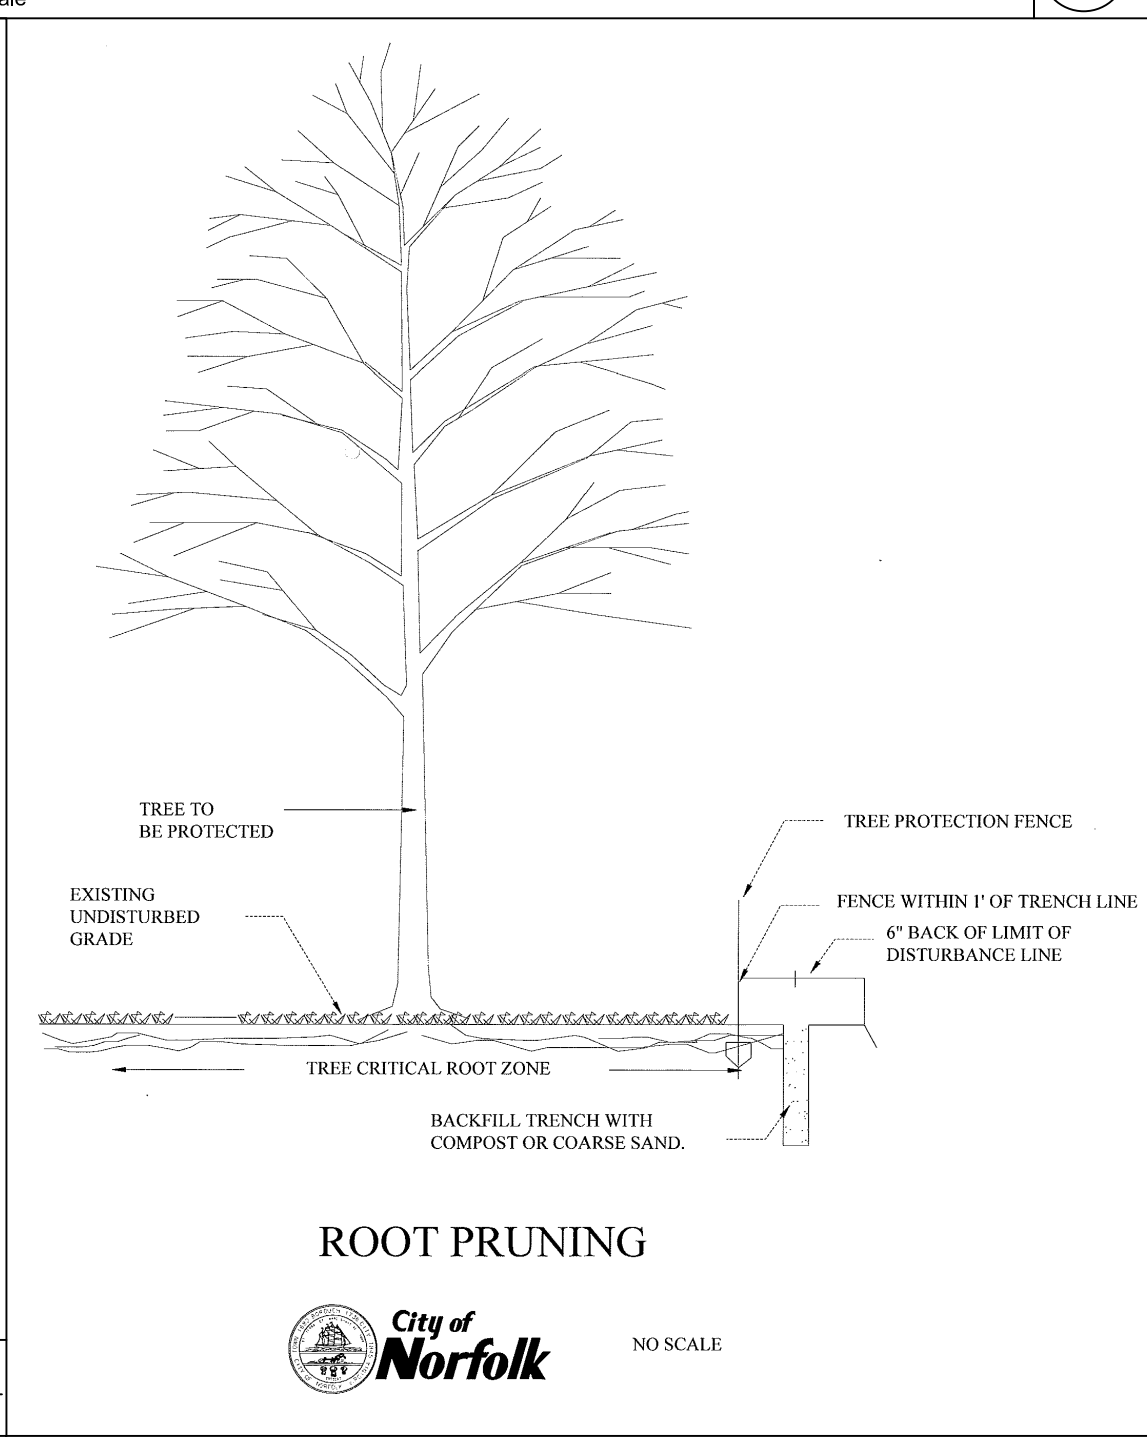 TREE TO
BE PROTECTED
TREE PROTECTION FENCE
EXISTING
UNDISTURBED
GRADE
FENCE WITHIN 1' OF TRENCH LINE
6" BACK OF LIMIT OF
DISTURBANCE LINE
TREE CRITICAL ROOT ZONE
BACKFILL TRENCH WITH
COMPOST OR COARSE SAND.
ROOT PRUNING
City of
Norfolk
NO SCALE